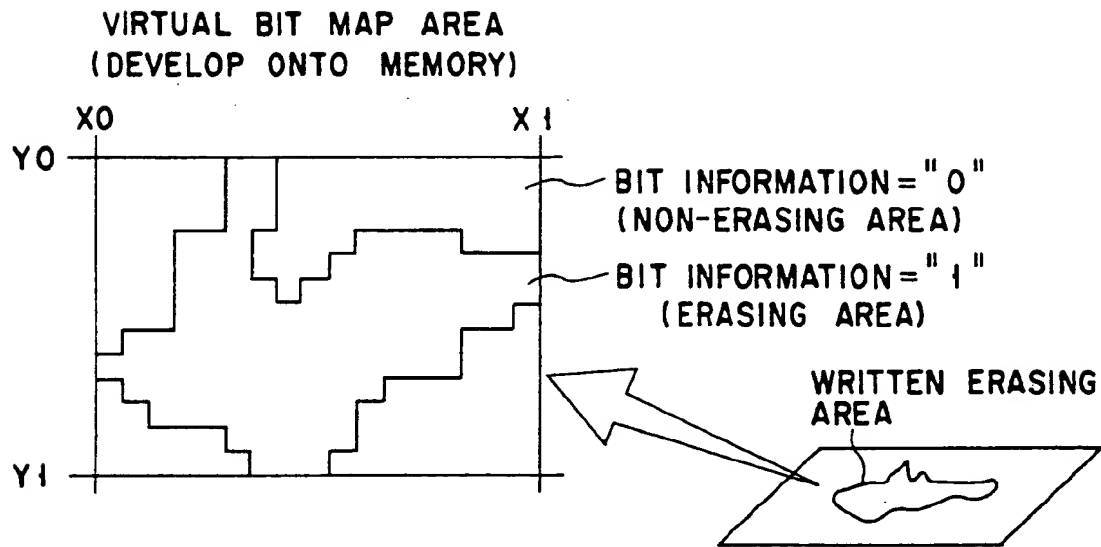 VIRTUAL BIT MAP AREA
(DEVELOP ONTO MEMORY)
X0 X1
Y0
BIT INFORMATION = "0"
(NON-ERASING AREA)
BIT INFORMATION = "1"
(ERASING AREA)
WRITTEN ERASING
AREA
Y1